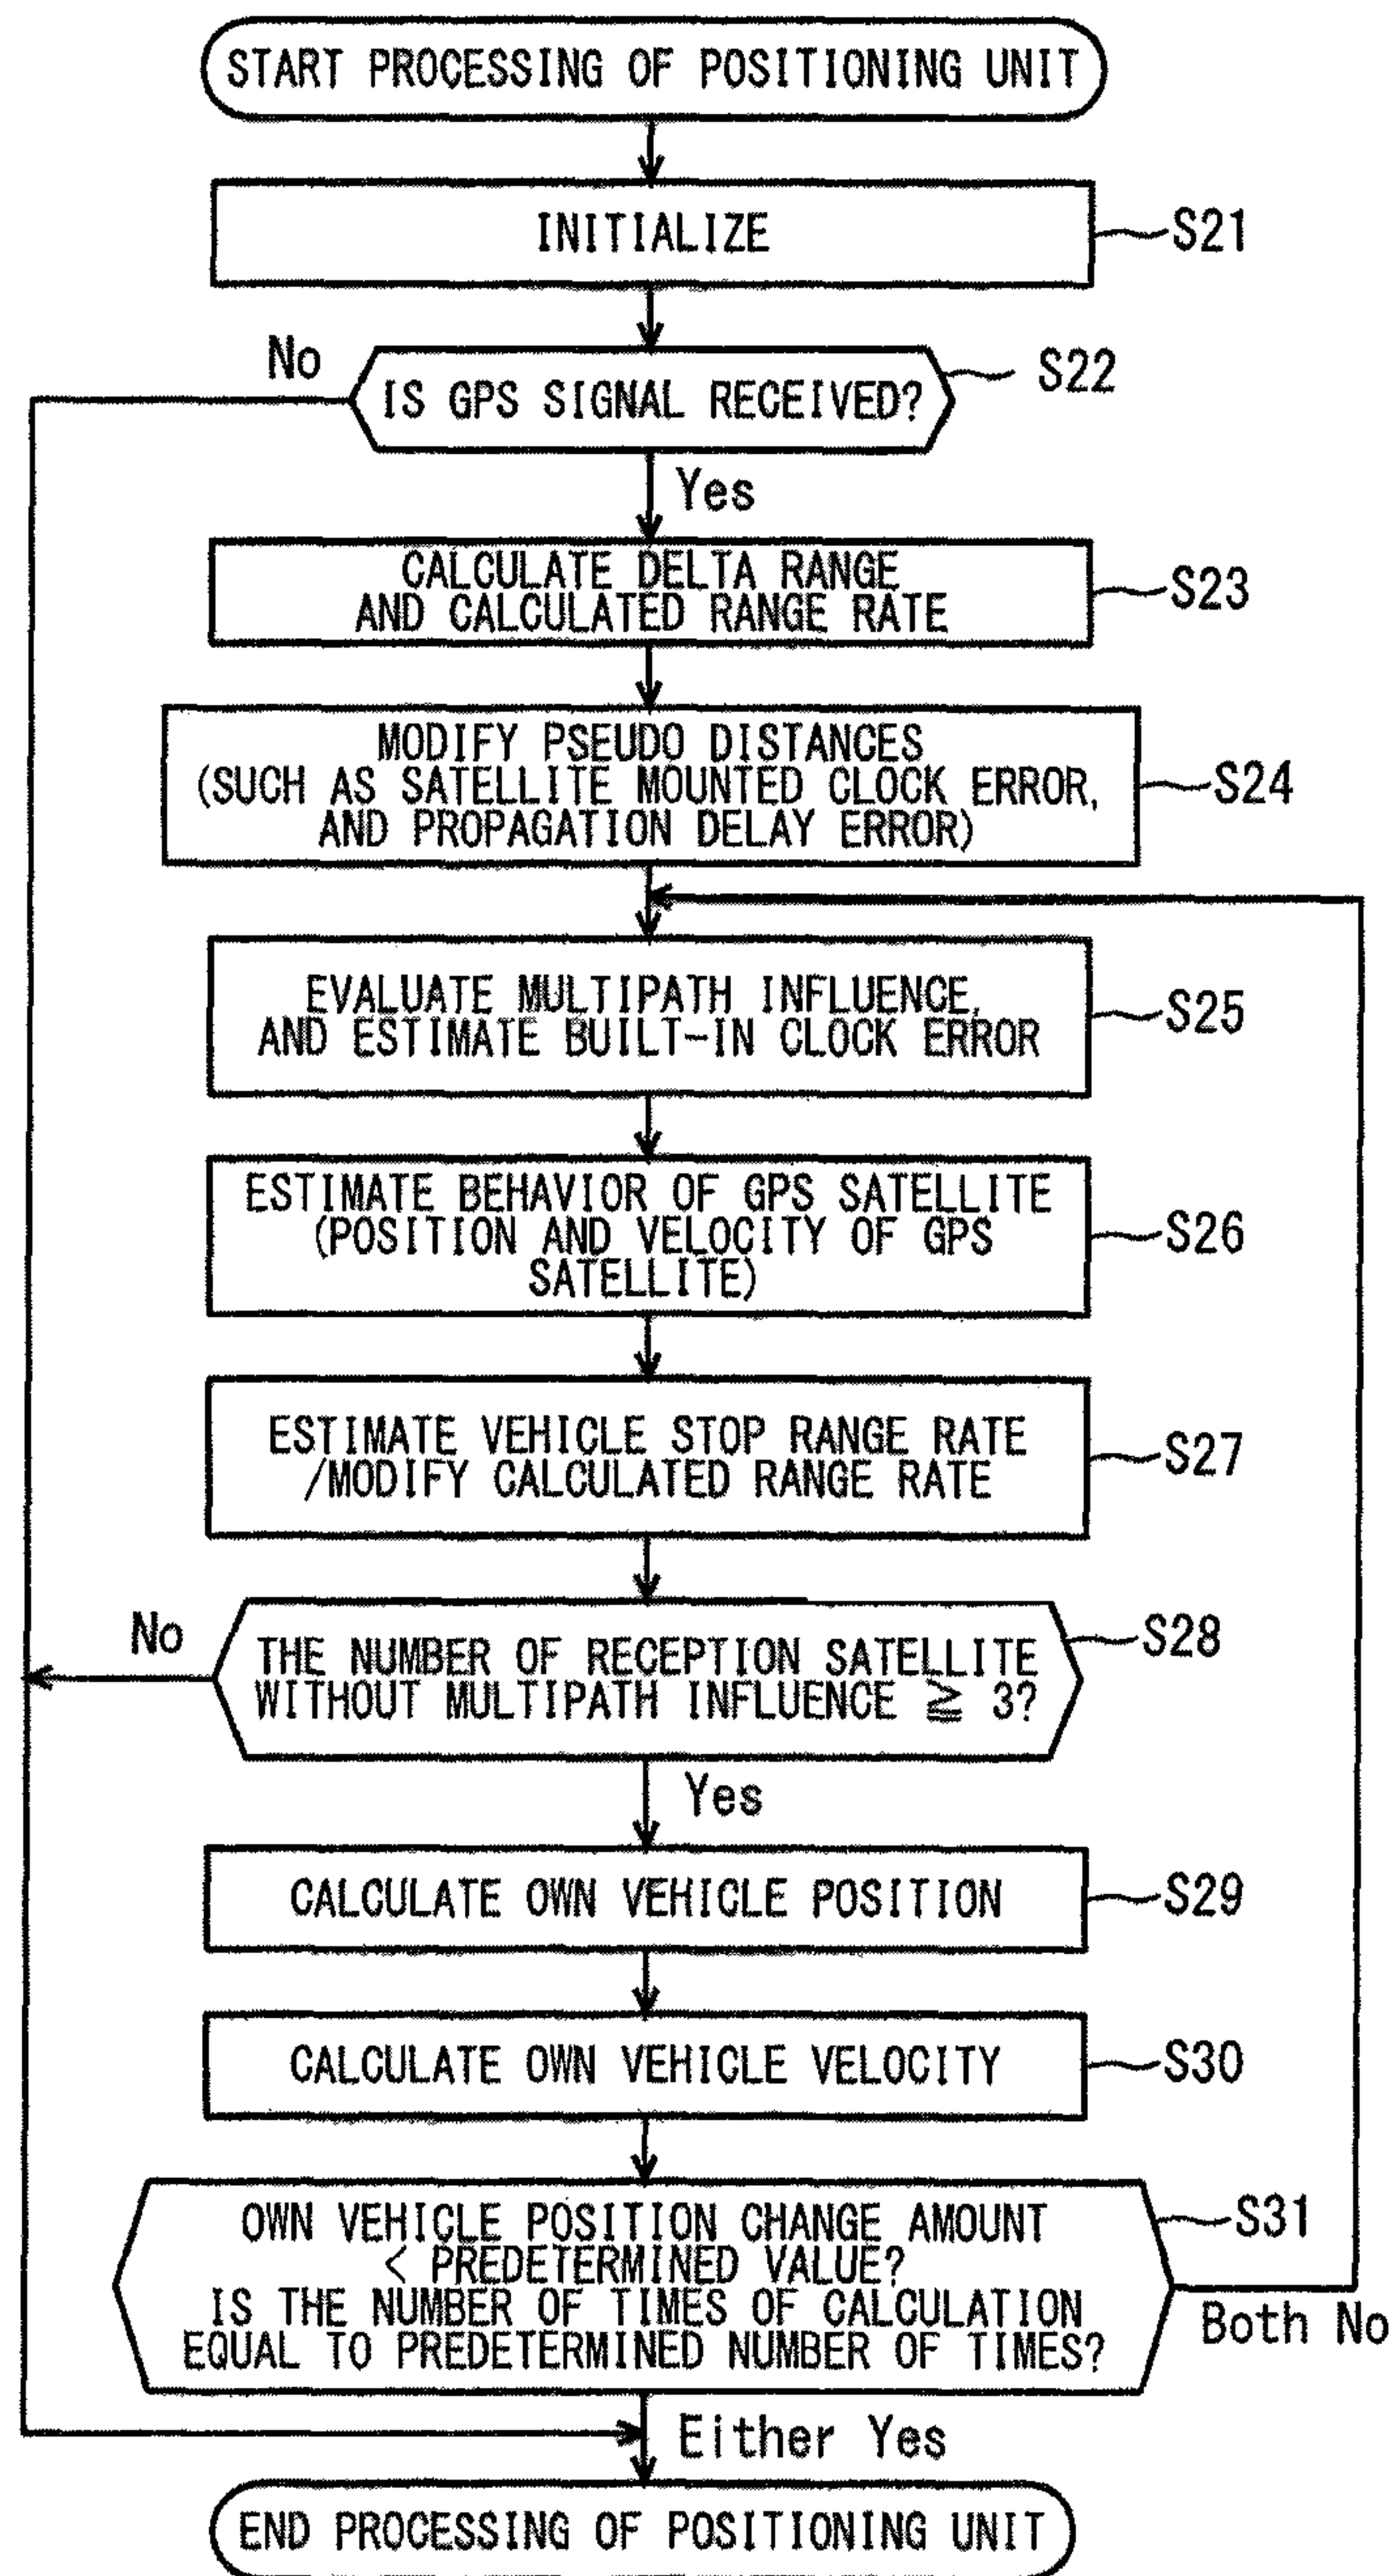 START PROCESSING OF POSITIONING UNIT
INITIALIZE
S21
No
IS GPS SIGNAL RECEIVED?
S22
Yes
CALCULATE DELTA RANGE
AND CALCULATED RANGE RATE
S23
MODIFY PSEUDO DISTANCES
(SUCH AS SATELLITE MOUNTED CLOCK ERROR,
AND PROPAGATION DELAY ERROR)
S24
EVALUATE MULTIPATH INFLUENCE,
AND ESTIMATE BUILT-IN CLOCK ERROR
S25
ESTIMATE BEHAVIOR OF GPS SATELLITE
(POSITION AND VELOCITY OF GPS
SATELLITE)
S26
ESTIMATE VEHICLE STOP RANGE RATE
/MODIFY CALCULATED RANGE RATE
S27
No
THE NUMBER OF RECEPTION SATELLITE
WITHOUT MULTIPATH INFLUENCE ≧ 3?
S28
Yes
CALCULATE OWN VEHICLE POSITION
S29
CALCULATE OWN VEHICLE VELOCITY
S30
OWN VEHICLE POSITION CHANGE AMOUNT
< PREDETERMINED VALUE?
IS THE NUMBER OF TIMES OF CALCULATION
EQUAL TO PREDETERMINED NUMBER OF TIMES?
S31
Both No
Either Yes
END PROCESSING OF POSITIONING UNIT